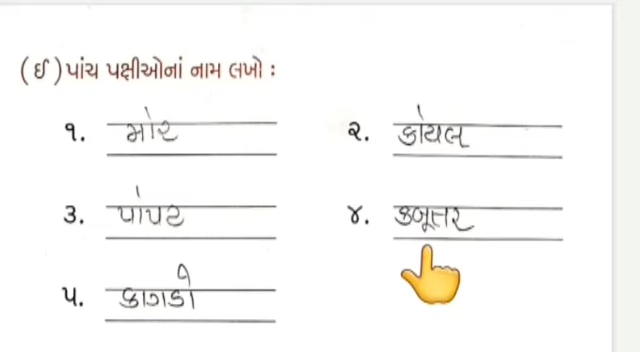 (ઈ) પાંચ પક્ષીઓનાં નામ લખો :
૧. મોર ૨. કોયલ
૩. પોપટ ૪. કબૂતર
૫. કાગડો